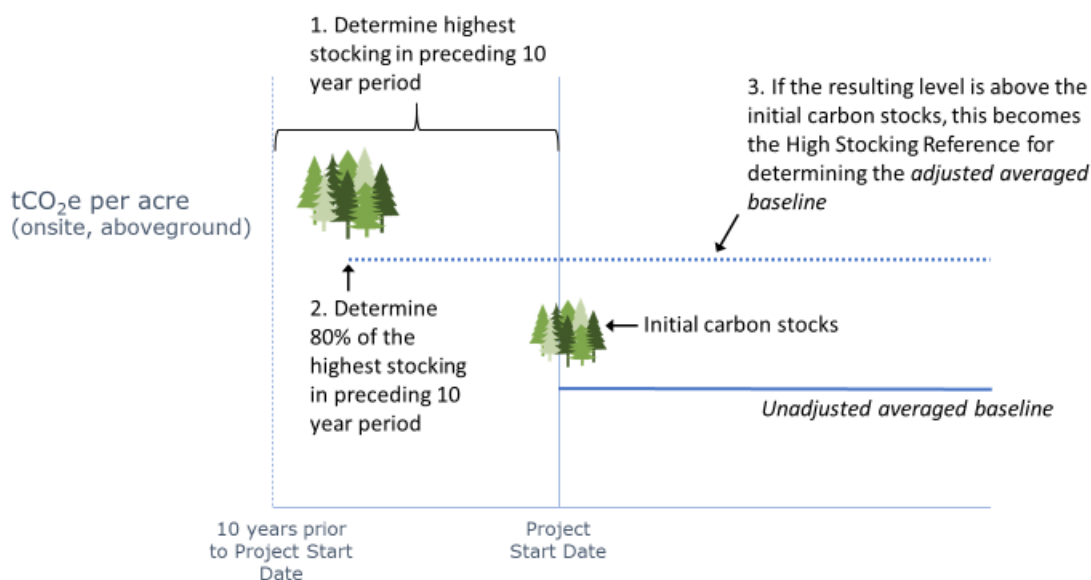 1. Determine highest
stocking in preceding 10
year period
3. If the resulting level is above the
initial carbon stocks, this becomes
the High Stocking Reference for
determining the adjusted averaged
baseline
tCO₂e per acre
(onsite, aboveground)
2. Determine
80% of the
highest stocking
in preceding 10
year period
Initial carbon stocks
Unadjusted averaged baseline
10 years prior
to Project Start
Date
Project
Start Date